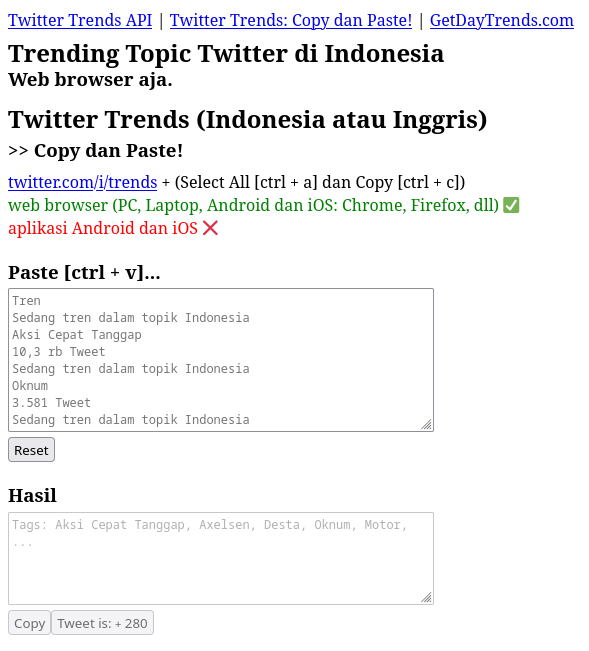 Twitter Trends API | Twitter Trends: Copy dan Paste! | GetDayTrends.com
Trending Topic Twitter di Indonesia
Web browser aja.
Twitter Trends (Indonesia atau Inggris)
>> Copy dan Paste!
twitter.com/i/trends + (Select All [ctrl + a] dan Copy [ctrl + c])
web browser (PC, Laptop, Android dan iOS: Chrome, Firefox, dll) ✅
aplikasi Android dan iOS ❌
Paste [ctrl + v]...
Tren
Sedang tren dalam topik Indonesia
Aksi Cepat Tanggap
10,3 rb Tweet
Sedang tren dalam topik Indonesia
Oknum
3.581 Tweet
Sedang tren dalam topik Indonesia
Reset
Hasil
Tags: Aksi Cepat Tanggap, Axelsen, Desta, Oknum, Motor,
...
Copy Tweet is: + 280